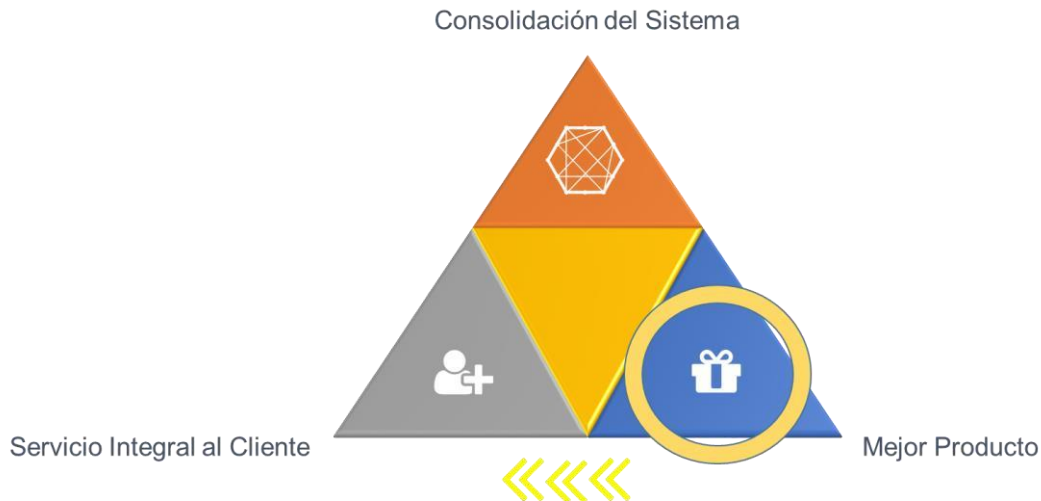 Consolidación del Sistema
Servicio Integral al Cliente
Mejor Producto